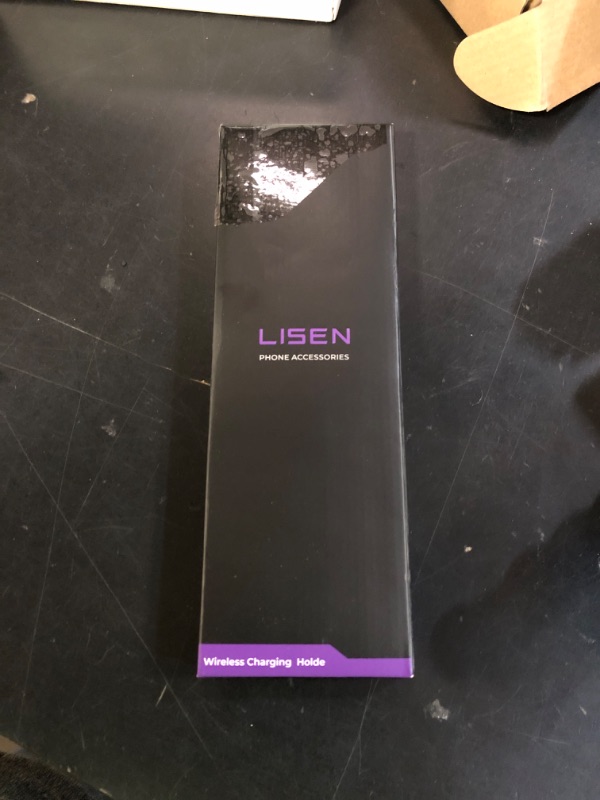 LISEN
PHONE ACCESSORIES
Wireless Charging Holde